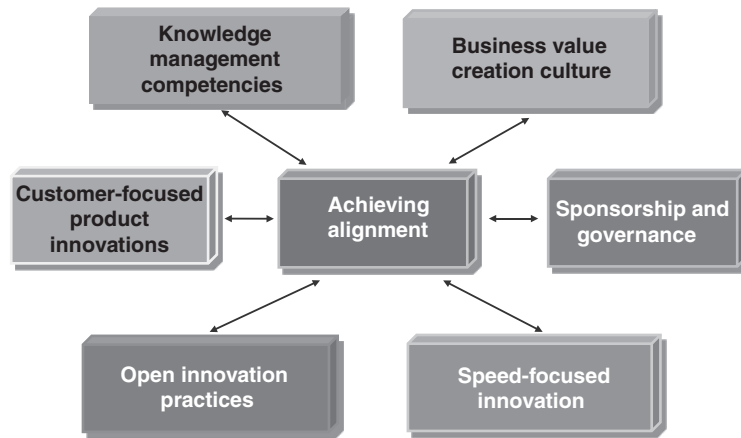 Knowledge
management
competencies
Business value
creation culture
Customer-focused
product
innovations
Achieving
alignment
Sponsorship and
governance
Open innovation
practices
Speed-focused
innovation